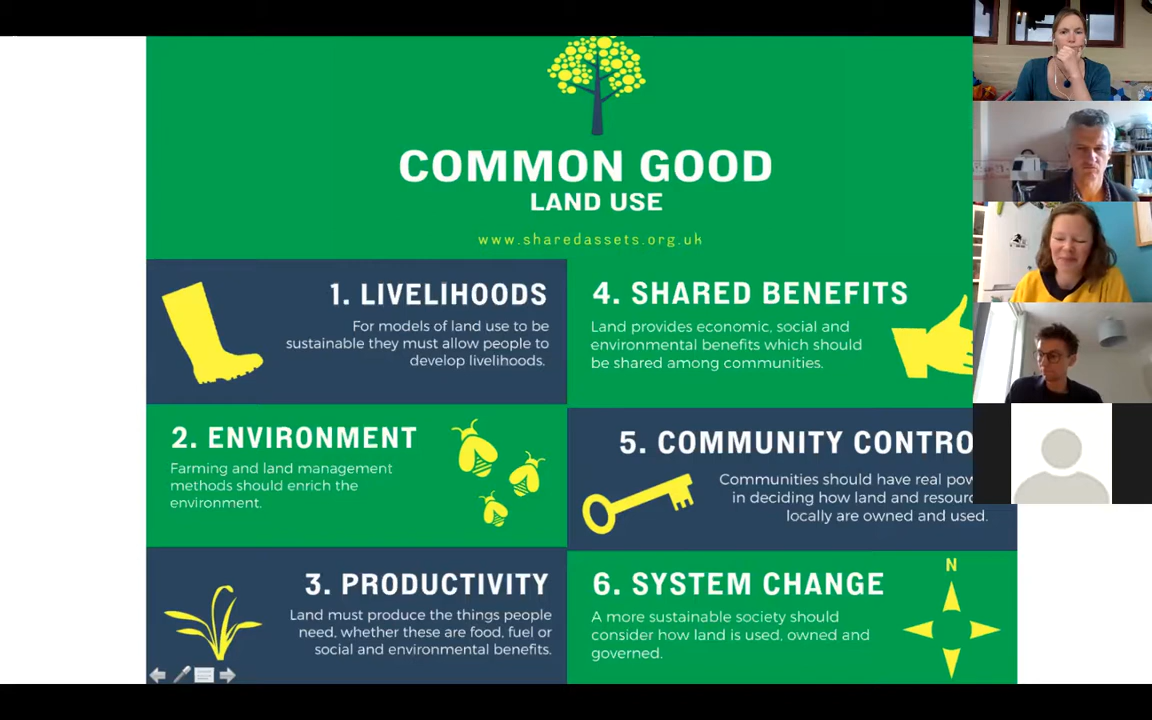 COMMON GOOD
LAND USE
www.sharedassets.org.uk
1. LIVELIHOODS
For models of land use to be
sustainable they must allow people to
develop livelihoods.
2. ENVIRONMENT
Farming and land management
methods should enrich the
environment.
3. PRODUCTIVITY
Land must produce the things people
need, whether these are food, fuel or
social and environmental benefits.
4. SHARED BENEFITS
Land provides economic, social and
environmental benefits which should
be shared among communities.
5. COMMUNITY CONTRO
Communities should have real pow
in deciding how land and resourc
locally are owned and used.
6. SYSTEM CHANGE
A more sustainable society should
consider how land is used, owned and
governed.
N